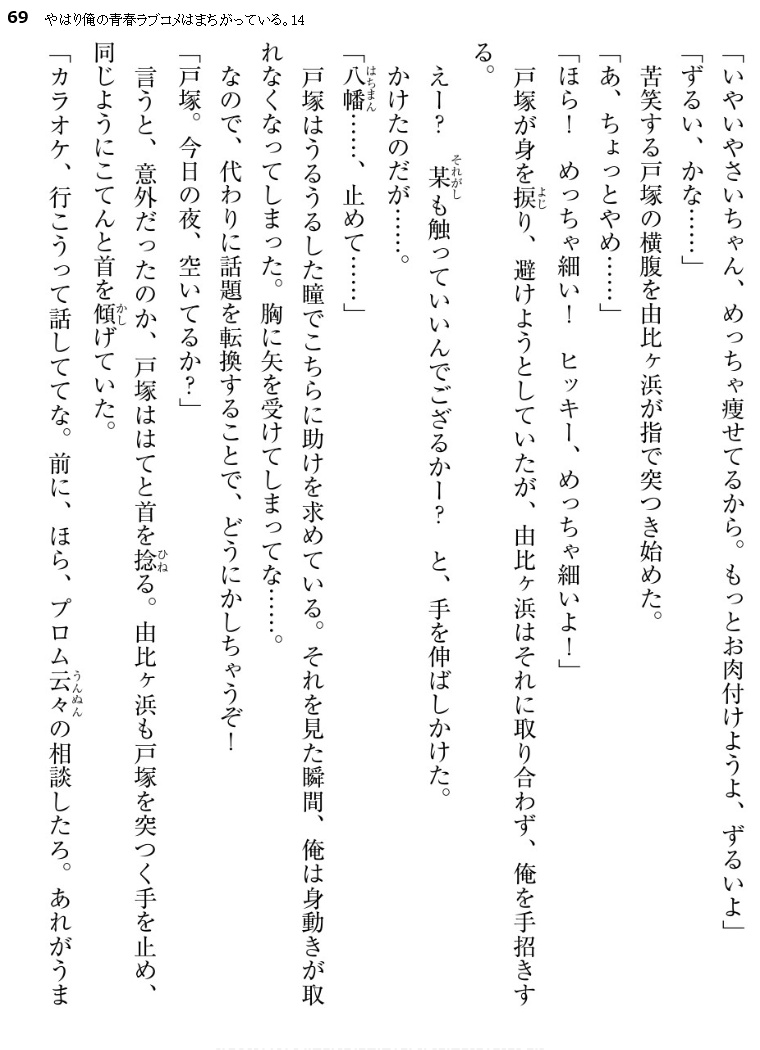 69 やはり俺の青春ラブコメはまちがっている。14
「いやいやさいちゃん、めっちゃ痩せてるから。もっとお肉付けようよ、ずるいよ」
「ずるい、かな……」
苦笑する戸塚の横腹を由比ヶ浜が指で突つき始めた。
「あ、ちょっとやめ……」
「ほら！　めっちゃ細い！　ヒッキー、めっちゃ細いよ！」
戸塚が身を捩り、避けようとしていたが、由比ヶ浜はそれに取り合わず、俺を手招きす
る。
えー？　某も触っていいんでござるかー？　と、手を伸ばしかけた。
かけたのだが……。
「八幡……、止めて……」
戸塚はうるうるした瞳でこちらに助けを求めている。それを見た瞬間、俺は身動きが取
れなくなってしまった。胸に矢を受けてしまってな……。
なので、代わりに話題を転換することで、どうにかしちゃうぞ！
「戸塚。今日の夜、空いてるか？」
言うと、意外だったのか、戸塚ははてと首を捻る。由比ヶ浜も戸塚を突つく手を止め、
同じようにこてんと首を傾げていた。
「カラオケ、行こうって話しててな。前に、ほら、プロム云々の相談したろ。あれがうま